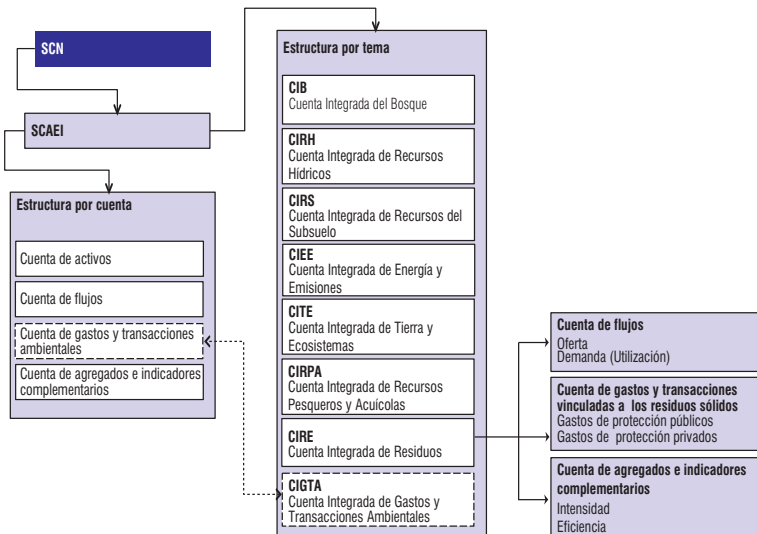 SCN
SCAEI
Estructura por cuenta
Cuenta de activos
Cuenta de flujos
Cuenta de gastos y transacciones
ambientales
Cuenta de agregados e indicadores
complementarios
Estructura por tema
CIB
Cuenta Integrada del Bosque
CIRH
Cuenta Integrada de Recursos
Hídricos
CIRS
Cuenta Integrada de Recursos del
Subsuelo
CIEE
Cuenta Integrada de Energía y
Emisiones
CITE
Cuenta Integrada de Tierra y
Ecosistemas
CIRPA
Cuenta Integrada de Recursos
Pesqueros y Acuícolas
CIRE
Cuenta Integrada de Residuos
CIGTA
Cuenta Integrada de Gastos y
Transacciones Ambientales
Cuenta de flujos
Oferta
Demanda (Utilización)
Cuenta de gastos y transacciones
vinculadas a los residuos sólidos
Gastos de protección públicos
Gastos de protección privados
Cuenta de agregados e indicadores
complementarios
Intensidad
Eficiencia